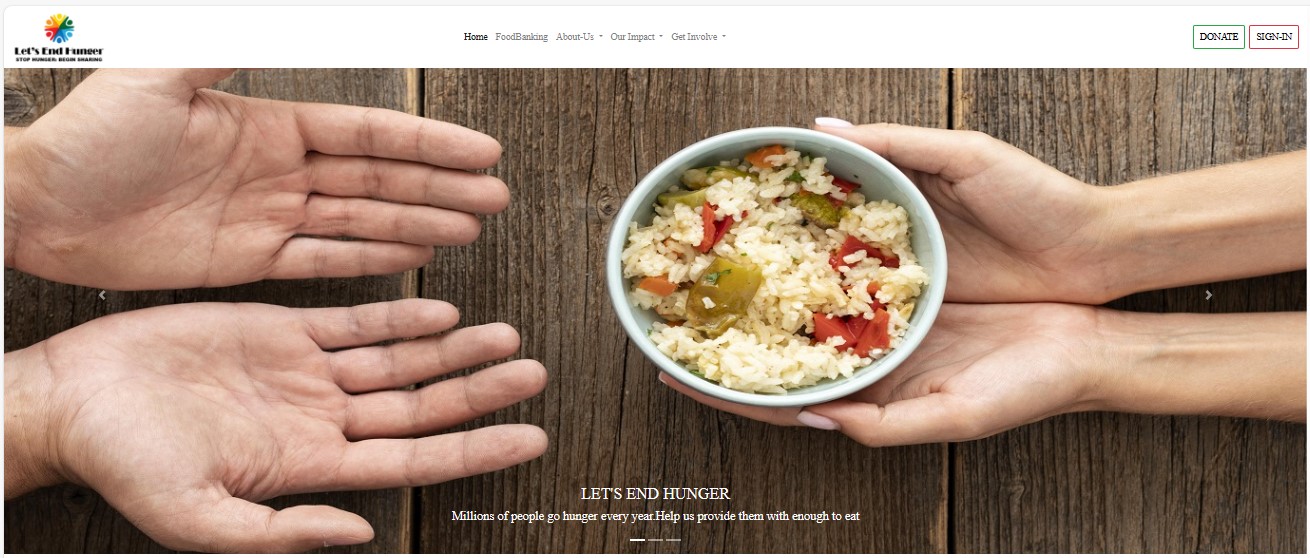 Let's End Hunger
STOP HUNGER: BEGIN SHARING
Home FoodBanking About-Us Our Impact Get Involve
DONATE SIGN-IN
LET'S END HUNGER
Millions of people go hunger every year.Help us provide them with enough to eat